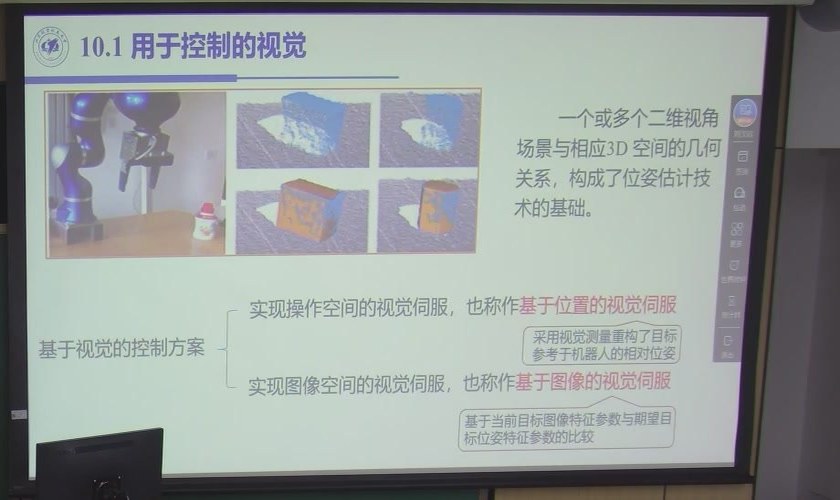 10.1 用于控制的视觉
一个或多个二维视角
场景与相应3D 空间的几何
关系，构成了位姿估计技
术的基础。
实现操作空间的视觉伺服，也称作基于位置的视觉伺服
采用视觉测量重构了目标
参考于机器人的相对位姿
基于视觉的控制方案
实现图像空间的视觉伺服，也称作基于图像的视觉伺服
基于当前目标图像特征参数与期望目
标位姿特征参数的比较